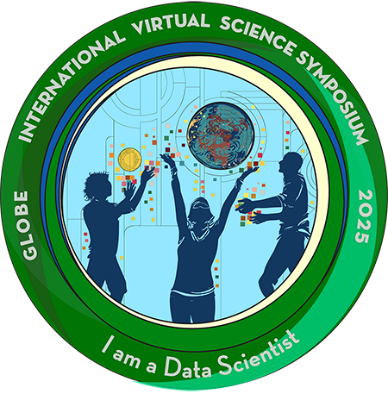 GLOBE INTERNATIONAL VIRTUAL SCIENCE SYMPOSIUM 2025
I am a Data Scientist